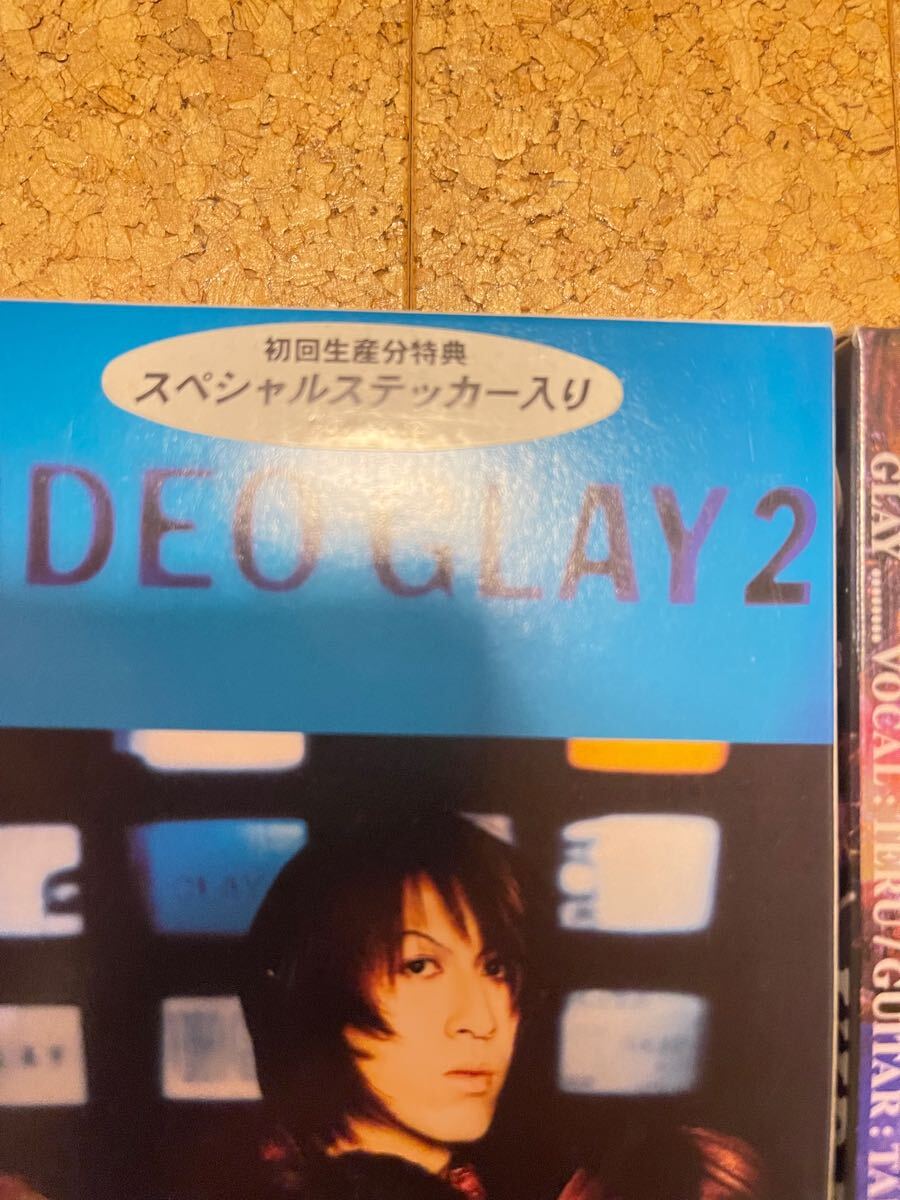 初回生産分特典
スペシャルステッカー入り
DEO GLAY 2
GLAY
GLAY ........ VOCAL : TERU / GUITAR : TA